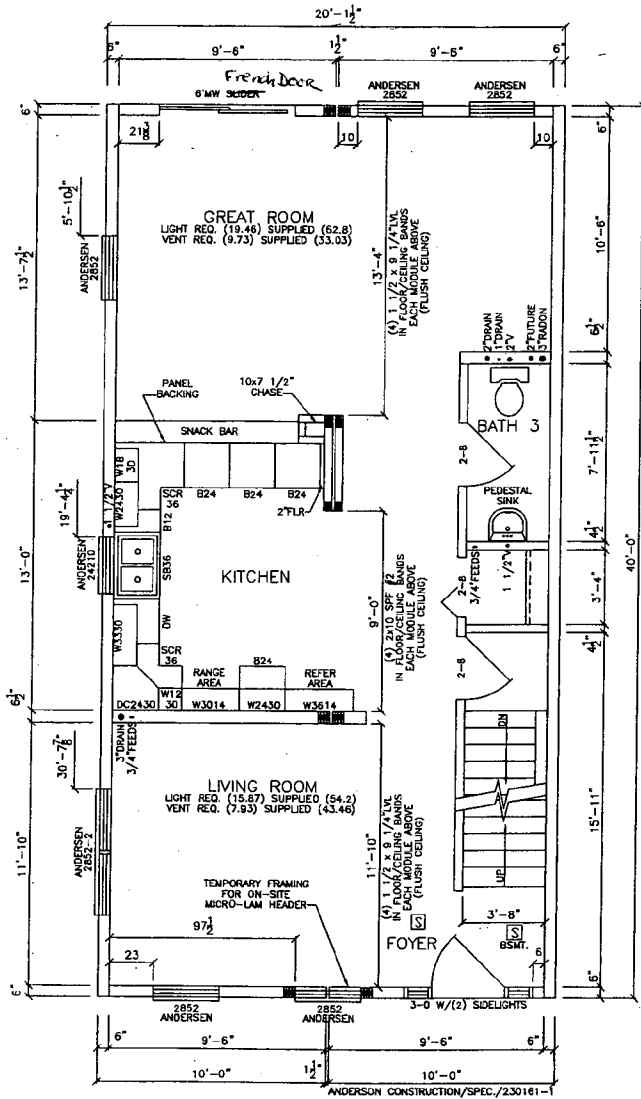 20'-1 1/2"
6"
9'-6"
1 1/2"
9'-6"
6"
French Door
6'MW SLIDER
ANDERSEN
2852
ANDERSEN
2852
6"
21 3/8
10
10
6"
5'-10 1/2"
ANDERSEN
2852
13'-7 1/2"
GREAT ROOM
LIGHT REQ. (19.46) SUPPLIED (62.8)
VENT REQ. (9.73) SUPPLIED (33.03)
13'-4"
(4) 1 1/2 x 9 1/4"LVL
IN FLOOR/CEILING BANDS
EACH MODULE ABOVE
(FLUSH CEILING)
10'-6"
6 1/2"
2"DRAIN
1"DRAIN
2"V
2"FUTURE
3"RADON
PANEL
BACKING
10x7 1/2"
CHASE
SNACK BAR
BATH 3
2-8
7'-11 1/2"
PEDESTAL
SINK
W18
30
W2430
1 1/2"V
SCR
36
B24
B24
B24
2"FLR
B12
19'-4 1/2"
ANDERSEN
24210
SB36
KITCHEN
13'-0"
9'-0"
(4) 2x10 SPF #2
IN FLOOR/CEILING BANDS
EACH MODULE ABOVE
(FLUSH CEILING)
2-8
3/4"FEEDS
1 1/2"V
4 1/2"
3'-4"
4 1/2"
40'-0"
DW
W3330
SCR
36
RANGE
AREA
B24
REFER
AREA
2-8
DC2430
W12
30
W3014
W2430
W3614
6 1/2"
3"DRAIN
3/4"FEEDS
30'-7 7/8"
DN
LIVING ROOM
LIGHT REQ. (15.87) SUPPLIED (54.2)
VENT REQ. (7.93) SUPPLIED (43.46)
ANDERSEN
2852-2
11'-10"
11'-10"
(4) 1 1/2 x 9 1/4"LVL
IN FLOOR/CEILING BANDS
EACH MODULE ABOVE
(FLUSH CEILING)
15'-11"
UP
TEMPORARY FRAMING
FOR ON-SITE
MICRO-LAM HEADER
3'-8"
97 1/2
S
FOYER
S
BSMT.
23
6
6"
6"
2852
ANDERSEN
2852
ANDERSEN
3-0 W/(2) SIDELIGHTS
6"
9'-6"
9'-6"
6"
10'-0"
1 1/2"
10'-0"
ANDERSON CONSTRUCTION/SPEC./230161-1